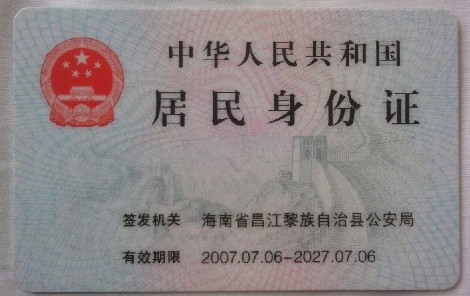 中华人民共和国
居民身份证
签发机关 海南省昌江黎族自治县公安局
有效期限 2007.07.06-2027.07.06